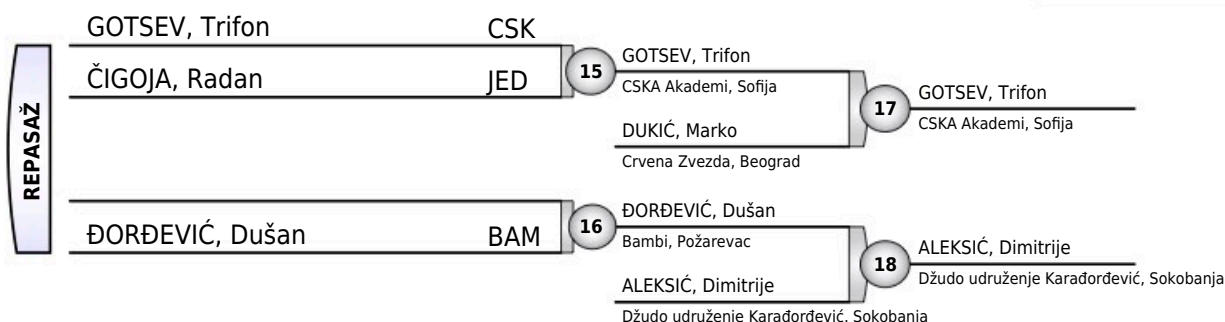 REPASAŽ
GOTSEV, Trifon CSK
ČIGOJA, Radan JED
15
GOTSEV, Trifon
CSKA Akademi, Sofija
DUKIĆ, Marko
Crvena Zvezda, Beograd
17
GOTSEV, Trifon
CSKA Akademi, Sofija
ĐORĐEVIĆ, Dušan BAM
16
ĐORĐEVIĆ, Dušan
Bambi, Požarevac
ALEKSIĆ, Dimitrije
Džudo udruženje Karađorđević, Sokobanja
18
ALEKSIĆ, Dimitrije
Džudo udruženje Karađorđević, Sokobanja